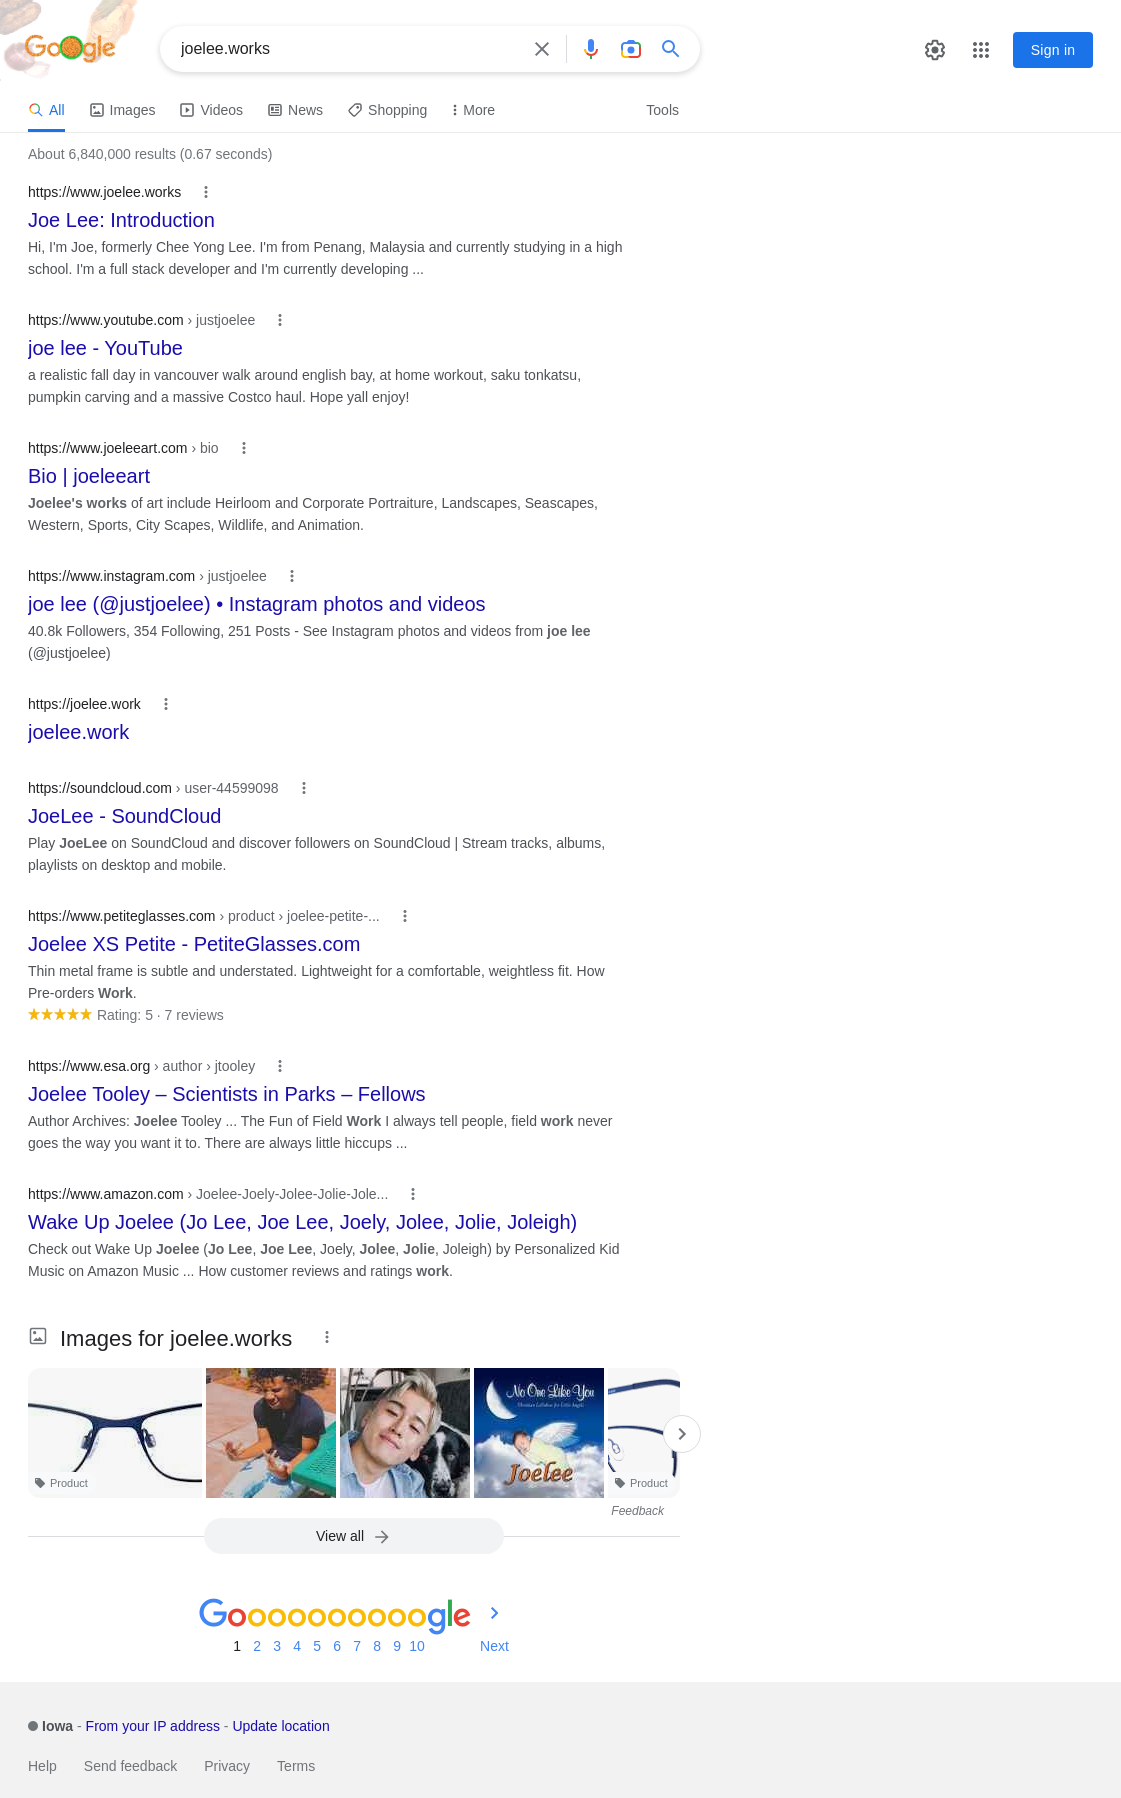 Google
joelee.works
Sign in
All
Images
Videos
News
Shopping
More
Tools
About 6,840,000 results (0.67 seconds)
https://www.joelee.works
Joe Lee: Introduction
Hi, I'm Joe, formerly Chee Yong Lee. I'm from Penang, Malaysia and currently studying in a high
school. I'm a full stack developer and I'm currently developing ...
https://www.youtube.com › justjoelee
joe lee - YouTube
a realistic fall day in vancouver walk around english bay, at home workout, saku tonkatsu,
pumpkin carving and a massive Costco haul. Hope yall enjoy!
https://www.joeleeart.com › bio
Bio | joeleeart
Joelee's works of art include Heirloom and Corporate Portraiture, Landscapes, Seascapes,
Western, Sports, City Scapes, Wildlife, and Animation.
https://www.instagram.com › justjoelee
joe lee (@justjoelee) • Instagram photos and videos
40.8k Followers, 354 Following, 251 Posts - See Instagram photos and videos from joe lee
(@justjoelee)
https://joelee.work
joelee.work
https://soundcloud.com › user-44599098
JoeLee - SoundCloud
Play JoeLee on SoundCloud and discover followers on SoundCloud | Stream tracks, albums,
playlists on desktop and mobile.
https://www.petiteglasses.com › product › joelee-petite-...
Joelee XS Petite - PetiteGlasses.com
Thin metal frame is subtle and understated. Lightweight for a comfortable, weightless fit. How
Pre-orders Work.
Rating: 5 · 7 reviews
https://www.esa.org › author › jtooley
Joelee Tooley – Scientists in Parks – Fellows
Author Archives: Joelee Tooley ... The Fun of Field Work I always tell people, field work never
goes the way you want it to. There are always little hiccups ...
https://www.amazon.com › Joelee-Joely-Jolee-Jolie-Jole...
Wake Up Joelee (Jo Lee, Joe Lee, Joely, Jolee, Jolie, Joleigh)
Check out Wake Up Joelee (Jo Lee, Joe Lee, Joely, Jolee, Jolie, Joleigh) by Personalized Kid
Music on Amazon Music ... How customer reviews and ratings work.
Images for joelee.works
No One Like You
Joelee
Product
Product
Feedback
View all
Goooooooooogle
1 2 3 4 5 6 7 8 9 10 Next
Iowa - From your IP address - Update location
Help Send feedback Privacy Terms